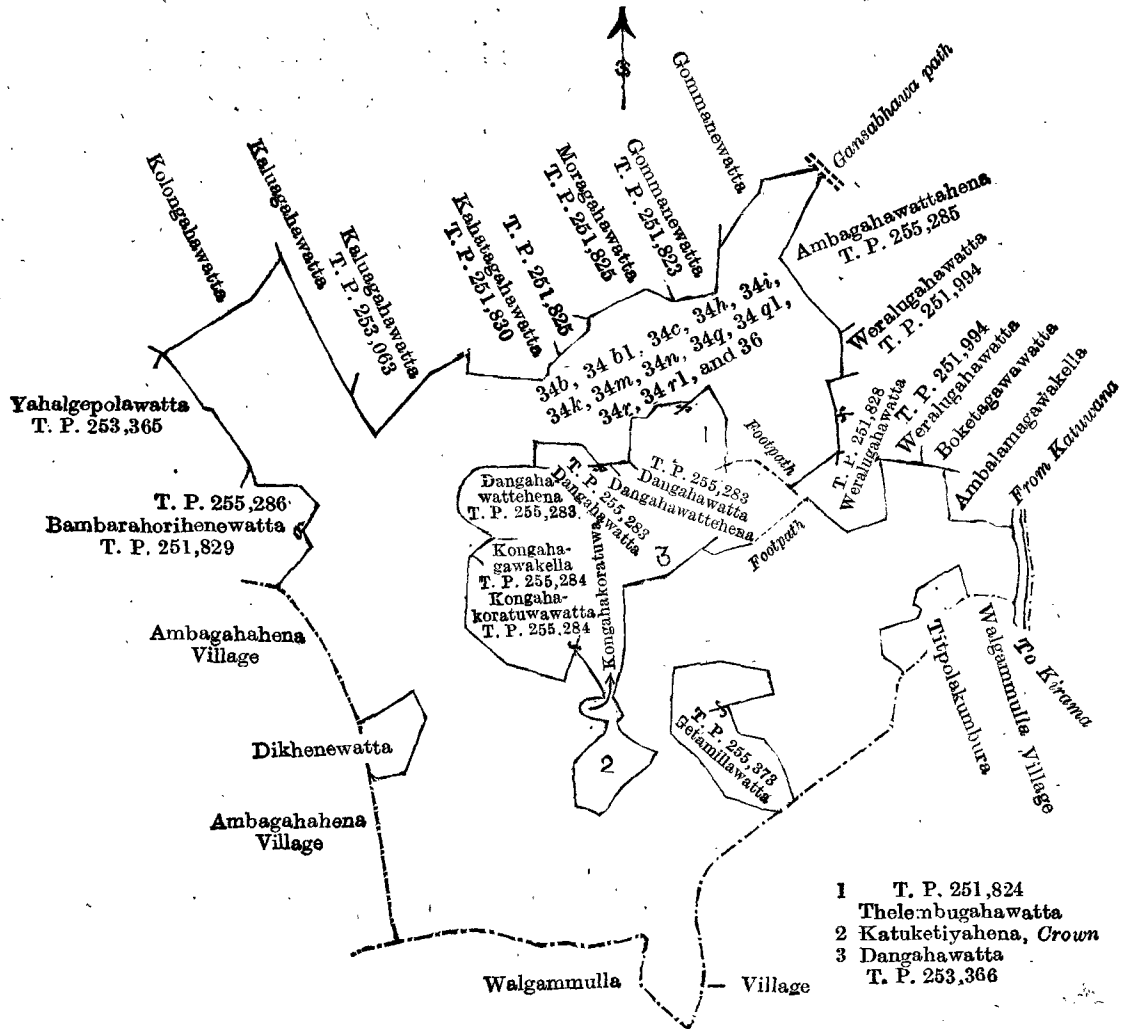 Gommanewatta
Gansabhawa path
Kolongahawatta
Kaluagahawatta
Kaluagahawatta
T. P. 253,063
Kahatagahawatta
T. P. 251,830
T. P. 251,825
Moragahawatta
T. P. 251,825
Gommanewatta
T. P. 251,823
Ambagahawattahena
T. P. 255,285
Weralugahawatta
T. P. 251,994
T. P. 251,994
Weralugahawatta
Boketagawawatta
Ambalamagawakella
From Katuwana
T. P. 251,828
Weralugahawatta
34b, 34 b1, 34c, 34h, 34i,
34k, 34m, 34n, 34q, 34 q1,
34r, 34 r1, and 36
Yahalgepolawatta
T. P. 253,365
1
Footpath
T. P. 255,283
Dangahawatta
Dangahawattehena
Dangaha
wattehena
T. P. 255,283
T. P. 255,283
Dangahawatta
T. P. 255,286
Bambarahorihenewatta
T. P. 251,829
3
Footpath
Kongaha-
gawakella
T. P. 255,284
Kongaha-
koratuwawatta
T. P. 255,284
Kongahakoratuwa
Ambagahahena
Village
Titpolakumbura
Walgammulla Village
To Kirama
Dikhenewatta
2
T. P. 255,373
Getamillawatta
Ambagahahena
Village
1 T. P. 251,824
Thelembugahawatta
2 Katuketiyahena, Crown
3 Dangahawatta
T. P. 253,366
Walgammulla — Village